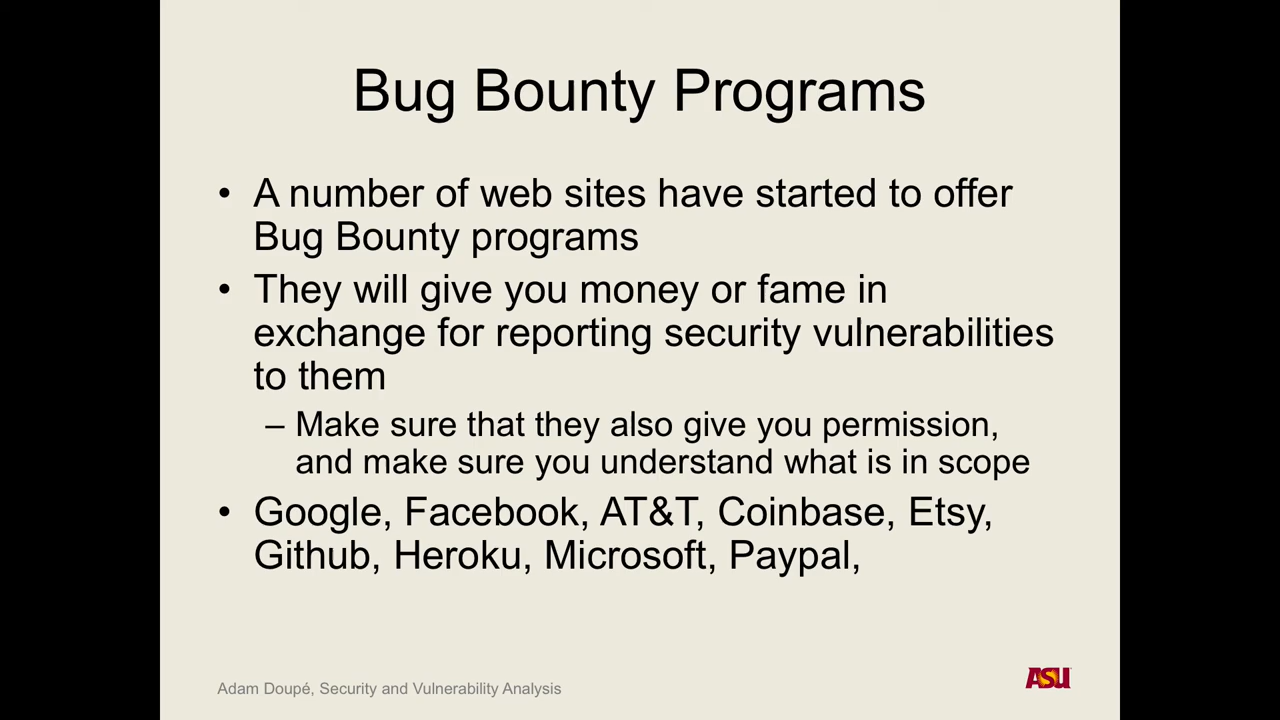 Bug Bounty Programs
• A number of web sites have started to offer
Bug Bounty programs
• They will give you money or fame in
exchange for reporting security vulnerabilities
to them
– Make sure that they also give you permission,
and make sure you understand what is in scope
• Google, Facebook, AT&T, Coinbase, Etsy,
Github, Heroku, Microsoft, Paypal,
Adam Doupé, Security and Vulnerability Analysis
ASU